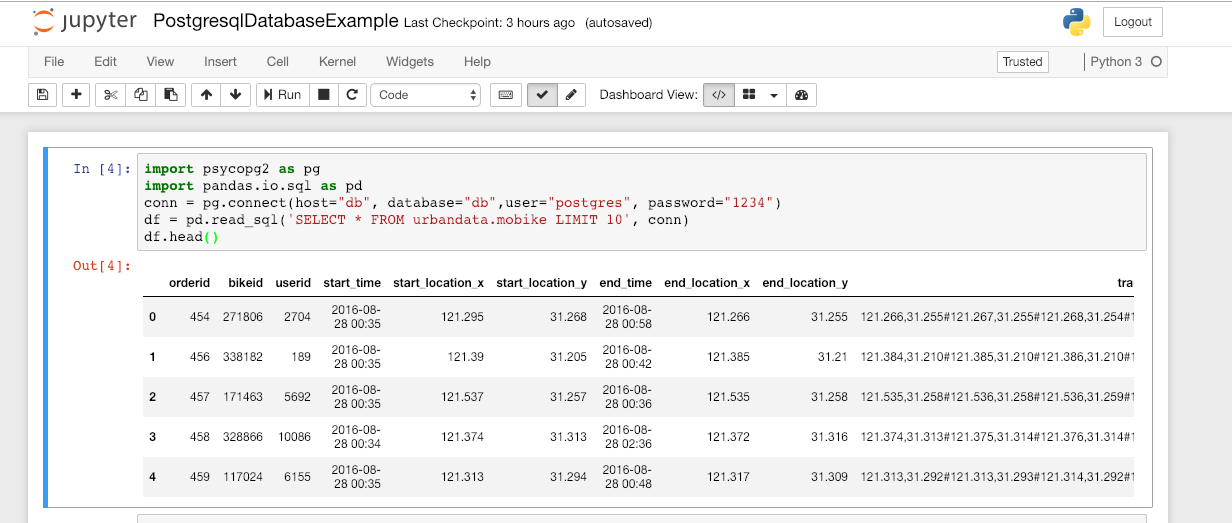 jupyter PostgresqlDatabaseExample Last Checkpoint: 3 hours ago (autosaved) Logout
File Edit View Insert Cell Kernel Widgets Help Trusted Python 3
Run Code Dashboard View:
In [4]: import psycopg2 as pg
import pandas.io.sql as pd
conn = pg.connect(host="db", database="db",user="postgres", password="1234")
df = pd.read_sql('SELECT * FROM urbandata.mobike LIMIT 10', conn)
df.head()
Out[4]:
orderid bikeid userid start_time start_location_x start_location_y end_time end_location_x end_location_y tra
0 454 271806 2704 2016-08-28 00:35 121.295 31.268 2016-08-28 00:58 121.266 31.255 121.266,31.255#121.267,31.255#121.268,31.254#1
1 456 338182 189 2016-08-28 00:35 121.39 31.205 2016-08-28 00:42 121.385 31.21 121.384,31.210#121.385,31.210#121.386,31.210#1
2 457 171463 5692 2016-08-28 00:35 121.537 31.257 2016-08-28 00:36 121.535 31.258 121.535,31.258#121.536,31.258#121.536,31.259#1
3 458 328866 10086 2016-08-28 00:34 121.374 31.313 2016-08-28 02:36 121.372 31.316 121.374,31.313#121.375,31.314#121.376,31.314#1
4 459 117024 6155 2016-08-28 00:35 121.313 31.294 2016-08-28 00:48 121.317 31.309 121.313,31.292#121.313,31.293#121.314,31.292#1